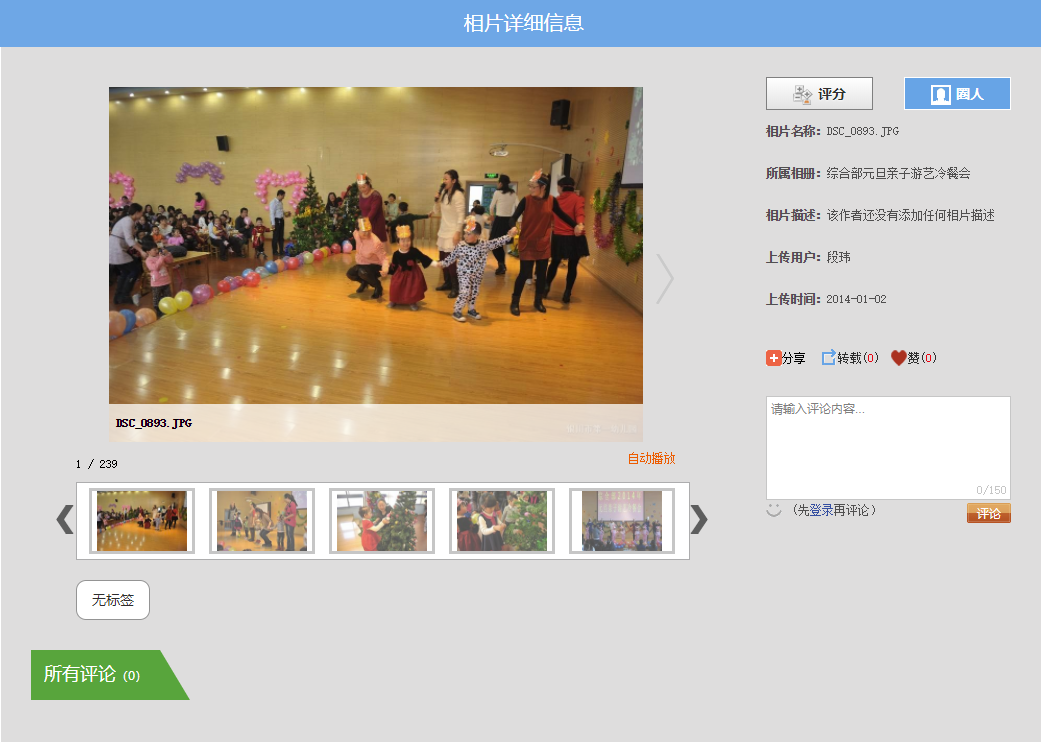 相片详细信息
评分
圈人
相片名称：DSC_0893.JPG
所属相册：综合部元旦亲子游艺冷餐会
相片描述：该作者还没有添加任何相片描述
上传用户：段玮
上传时间：2014-01-02
分享 转载(0) 赞(0)
请输入评论内容...
0/150
（先登录再评论）
评论
DSC_0893.JPG
1 / 239
自动播放
无标签
所有评论 (0)